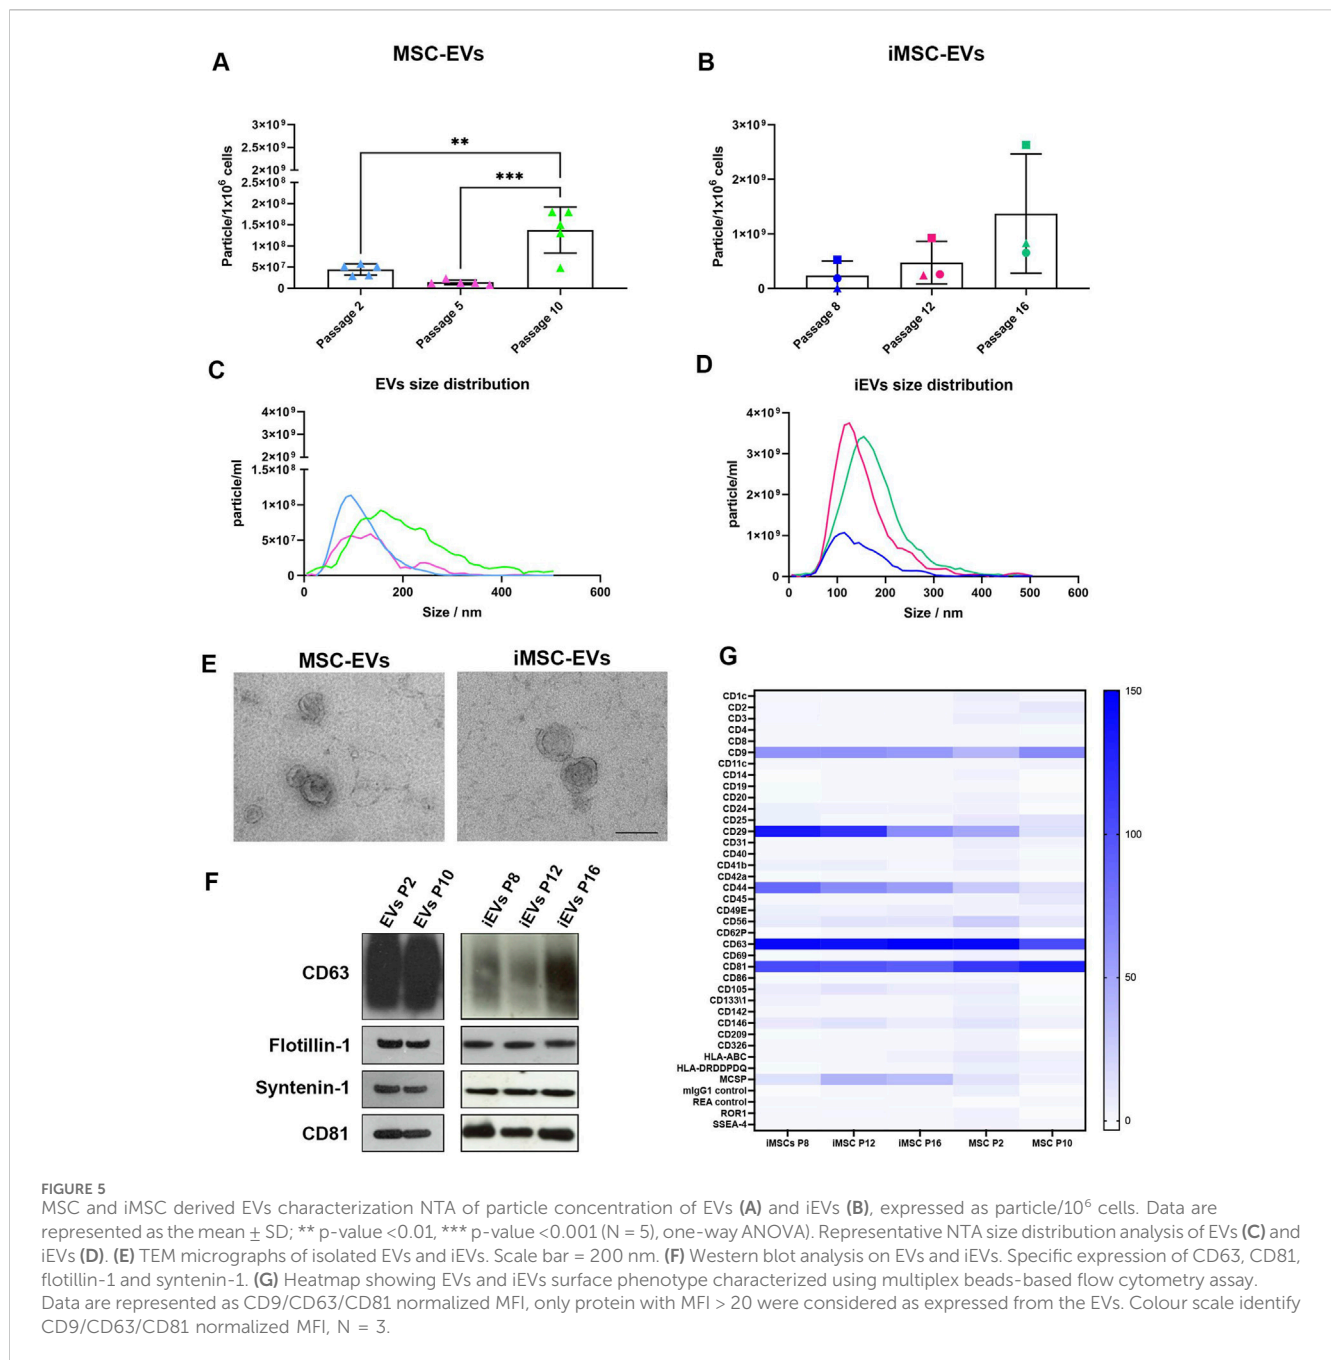 A
MSC-EVs
Particle/1x10⁶ cells
3×10⁹
2.5×10⁹
2×10⁹
2.5×10⁸
2×10⁸
1.5×10⁸
1×10⁸
5×10⁷
0
**
***
Passage 2
Passage 5
Passage 10
B
iMSC-EVs
Particle/1x10⁶ cells
3×10⁹
2×10⁹
1×10⁹
0
Passage 8
Passage 12
Passage 16
C
EVs size distribution
particle/ml
4×10⁹
3×10⁹
2×10⁹
1.5×10⁸
1×10⁸
5×10⁷
0
0
200
400
600
Size / nm
D
iEVs size distribution
particle/ml
4×10⁹
3×10⁹
2×10⁹
1×10⁹
0
0
100
200
300
400
500
600
Size / nm
E
MSC-EVs
iMSC-EVs
F
EVs P2
EVs P10
iEVs P8
iEVs P12
iEVs P16
CD63
Flotillin-1
Syntenin-1
CD81
G
CD1c
CD2
CD3
CD4
CD8
CD9
CD11c
CD14
CD19
CD20
CD24
CD25
CD29
CD31
CD40
CD41b
CD42a
CD44
CD45
CD49E
CD56
CD62P
CD63
CD69
CD81
CD86
CD105
CD133\1
CD142
CD146
CD209
CD326
HLA-ABC
HLA-DRDDPDQ
MCSP
mIgG1 control
REA control
ROR1
SSEA-4
iMSCs P8
iMSC P12
iMSC P16
MSC P2
MSC P10
150
100
50
0
FIGURE 5
MSC and iMSC derived EVs characterization NTA of particle concentration of EVs (A) and iEVs (B), expressed as particle/10⁶ cells. Data are
represented as the mean ± SD; ** p-value <0.01, *** p-value <0.001 (N = 5), one-way ANOVA). Representative NTA size distribution analysis of EVs (C) and
iEVs (D). (E) TEM micrographs of isolated EVs and iEVs. Scale bar = 200 nm. (F) Western blot analysis on EVs and iEVs. Specific expression of CD63, CD81,
flotillin-1 and syntenin-1. (G) Heatmap showing EVs and iEVs surface phenotype characterized using multiplex beads-based flow cytometry assay.
Data are represented as CD9/CD63/CD81 normalized MFI, only protein with MFI > 20 were considered as expressed from the EVs. Colour scale identify
CD9/CD63/CD81 normalized MFI, N = 3.